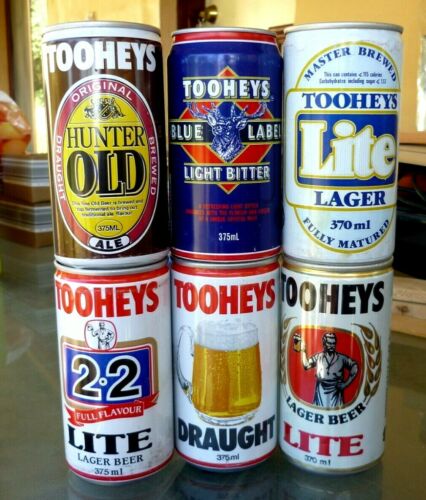 TOOHEYS
ORIGINAL
DRAUGHT
BREWED
HUNTER
OLD
375ML
ALE
TOOHEYS
BLUE LABEL
LIGHT BITTER
375ml
MASTER BREWED
TOOHEYS
Lite
LAGER
370 ml
FULLY MATURED
TOOHEYS
2·2
FULL FLAVOUR
LITE
LAGER BEER
375 ml
TOOHEYS
DRAUGHT
375ml
TOOHEYS
LAGER BEER
LITE
370 ml